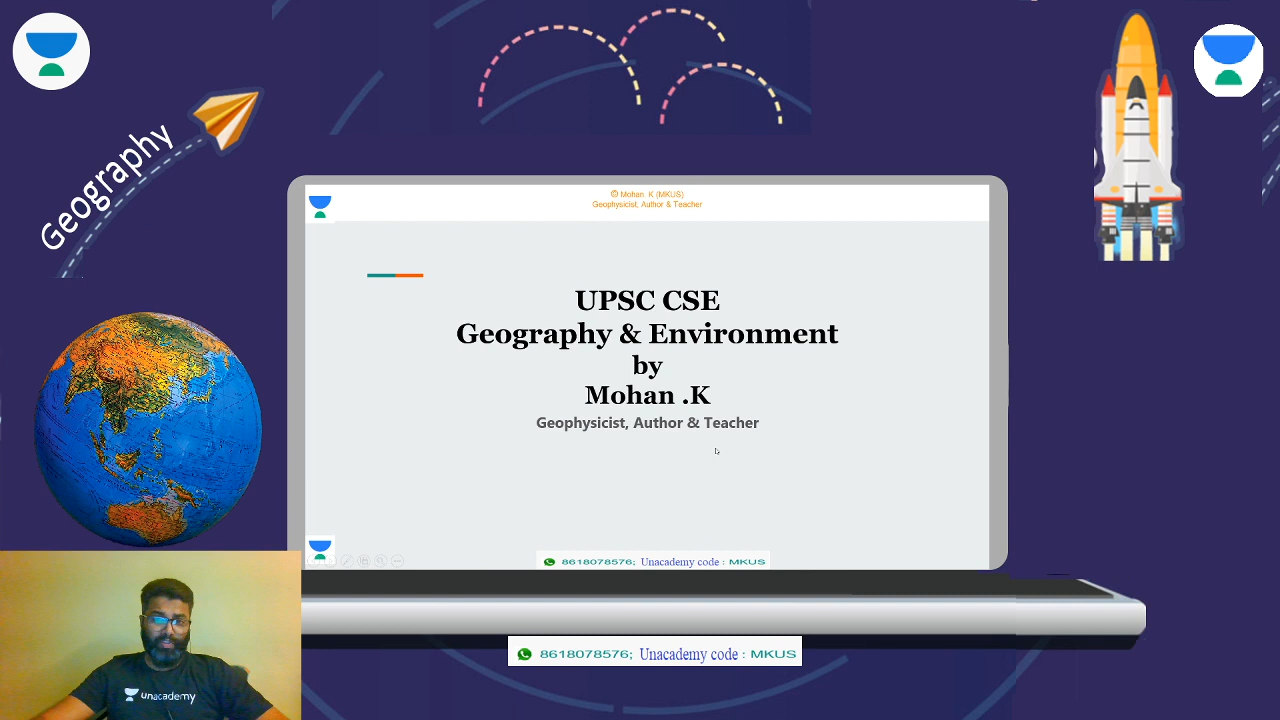 Geography
© Mohan K (MKUS)
Geophysicist, Author & Teacher
UPSC CSE
Geography & Environment
by
Mohan .K
Geophysicist, Author & Teacher
8618078576; Unacademy code : MKUS
8618078576; Unacademy code : MKUS
unacademy